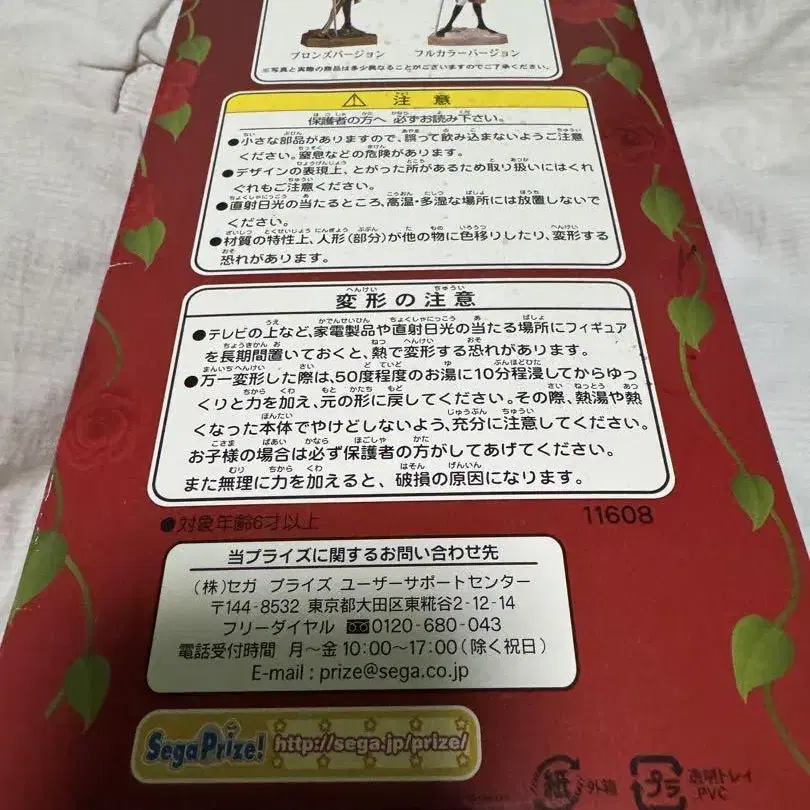 ブロンズバージョン フルカラーバージョン
※写真と実際の商品は多少異なることがございますのでご了承ください。
⚠ 注意
保護者の方へ 必ずお読み下さい。
●小さな部品がありますので、誤って飲み込まないようご注意
ください。窒息などの危険があります。
●デザインの表現上、とがった所があるため取り扱いにはくれ
ぐれもご注意ください。
●直射日光の当たるところ、高温・多湿な場所には放置しないで
ください。
●材質の特性上、人形(部分)が他の物に色移りしたり、変形する
恐れがあります。
変形の注意
●テレビの上など、家電製品や直射日光の当たる場所にフィギュア
を長期間置いておくと、熱で変形する恐れがあります。
●万一変形した際は、50度程度のお湯に10分程浸してからゆっ
くりと力を加え、元の形に戻してください。その際、熱湯や熱
くなった本体でやけどしないよう、充分に注意してください。
お子様の場合は必ず保護者の方がしてあげてください。
また無理に力を加えると、破損の原因になります。
●対象年齢6才以上 11608
当プライズに関するお問い合わせ先
(株)セガ プライズ ユーザーサポートセンター
〒144-8532 東京都大田区東糀谷2-12-14
フリーダイヤル 0120-680-043
電話受付時間 月～金 10:00～17:00(除く祝日)
E-mail : prize@sega.co.jp
SegaPrize! http://sega.jp/prize/
紙 外箱 プラ 透明トレイ
PVC